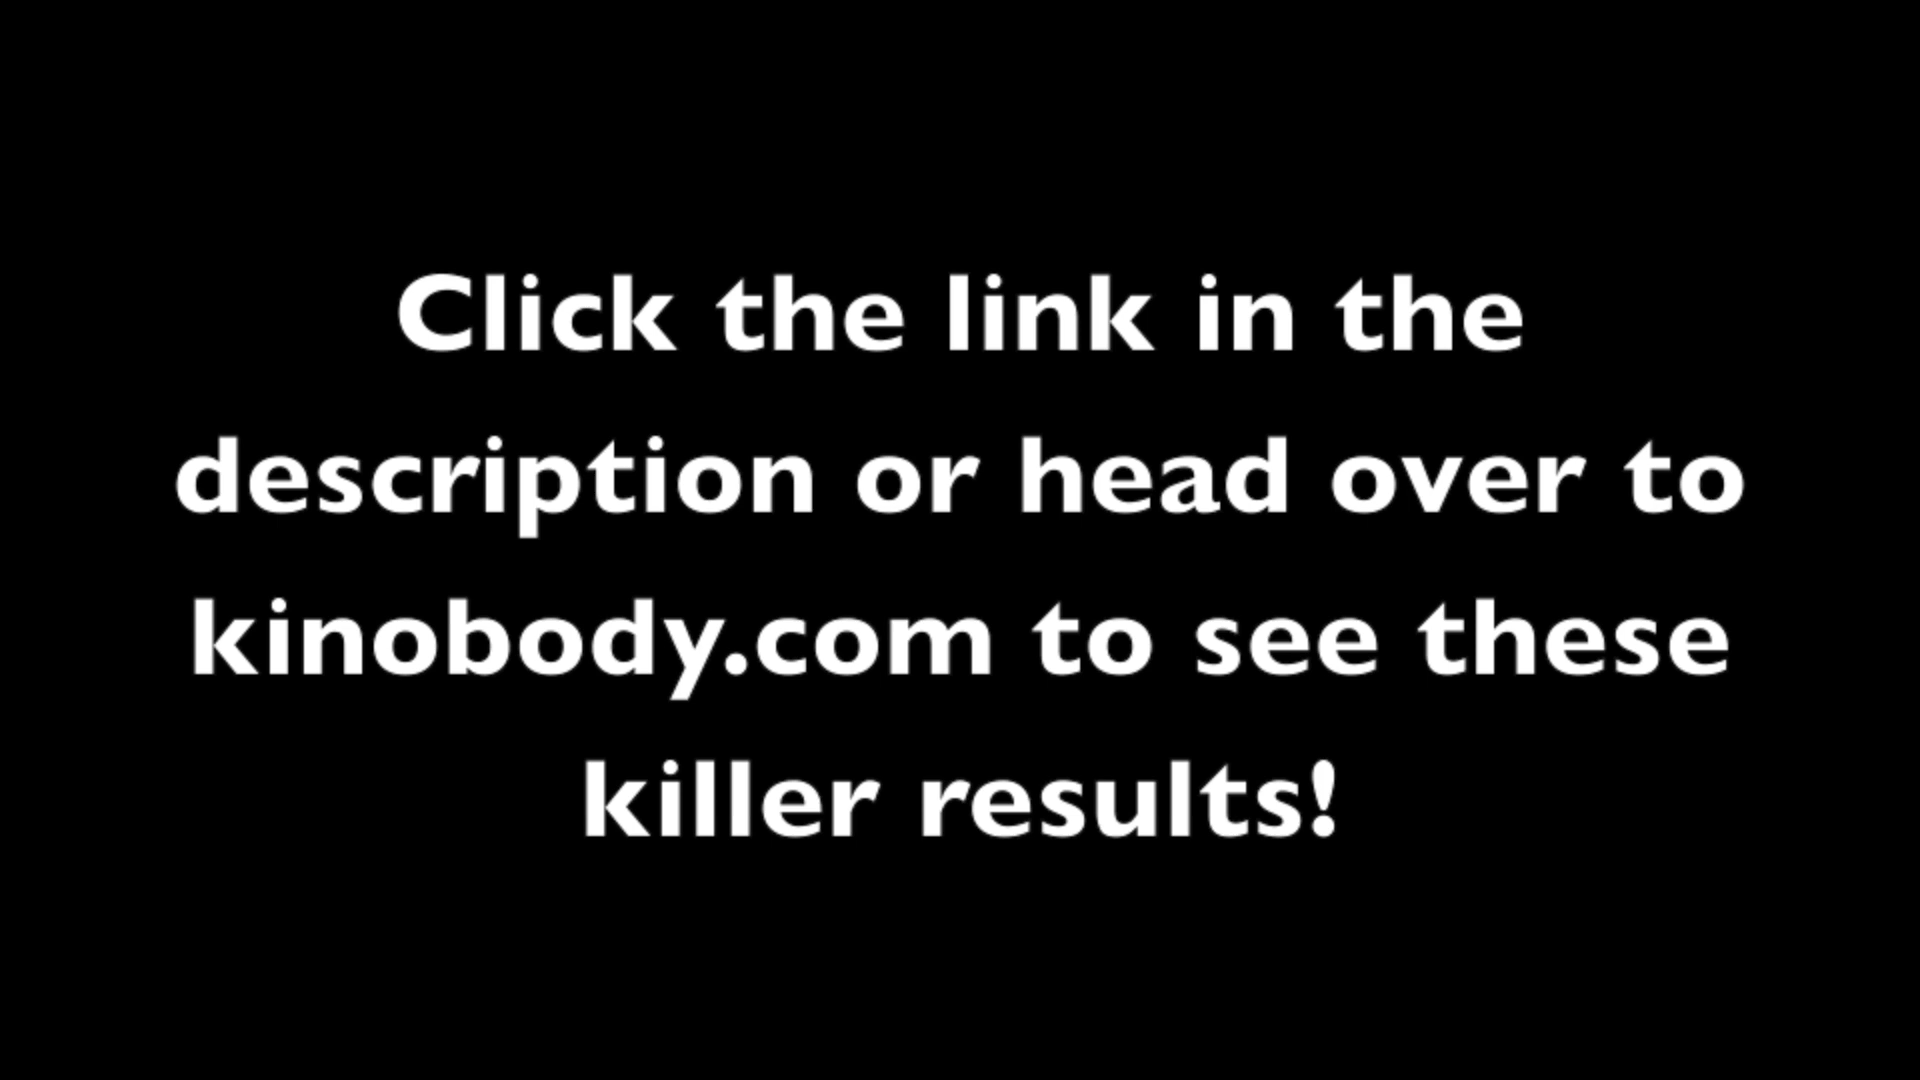 Click the link in the
description or head over to
kinobody.com to see these
killer results!